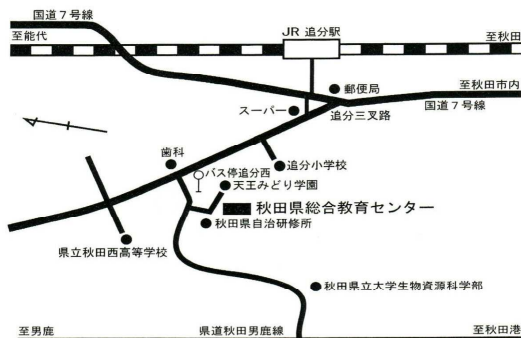 国道7号線
至能代
JR 追分駅
至秋田
郵便局
至秋田市内
国道7号線
スーパー
追分三叉路
歯科
追分小学校
バス停追分西
天王みどり学園
秋田県総合教育センター
秋田県自治研修所
県立秋田西高等学校
秋田県立大学生物資源科学部
至男鹿
県道秋田男鹿線
至秋田港